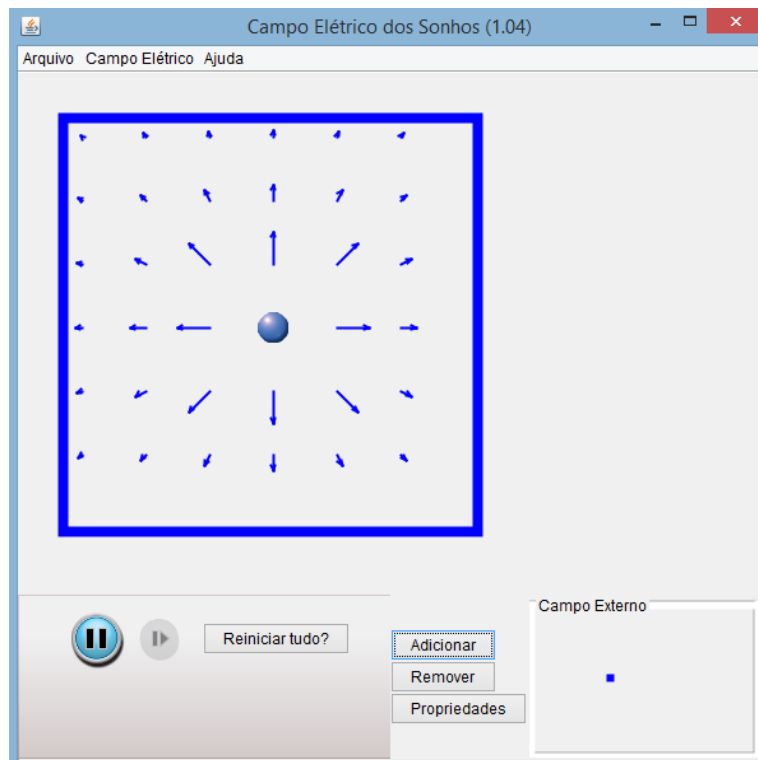 Campo Elétrico dos Sonhos (1.04)
Arquivo Campo Elétrico Ajuda
Reiniciar tudo?
Adicionar
Remover
Propriedades
Campo Externo